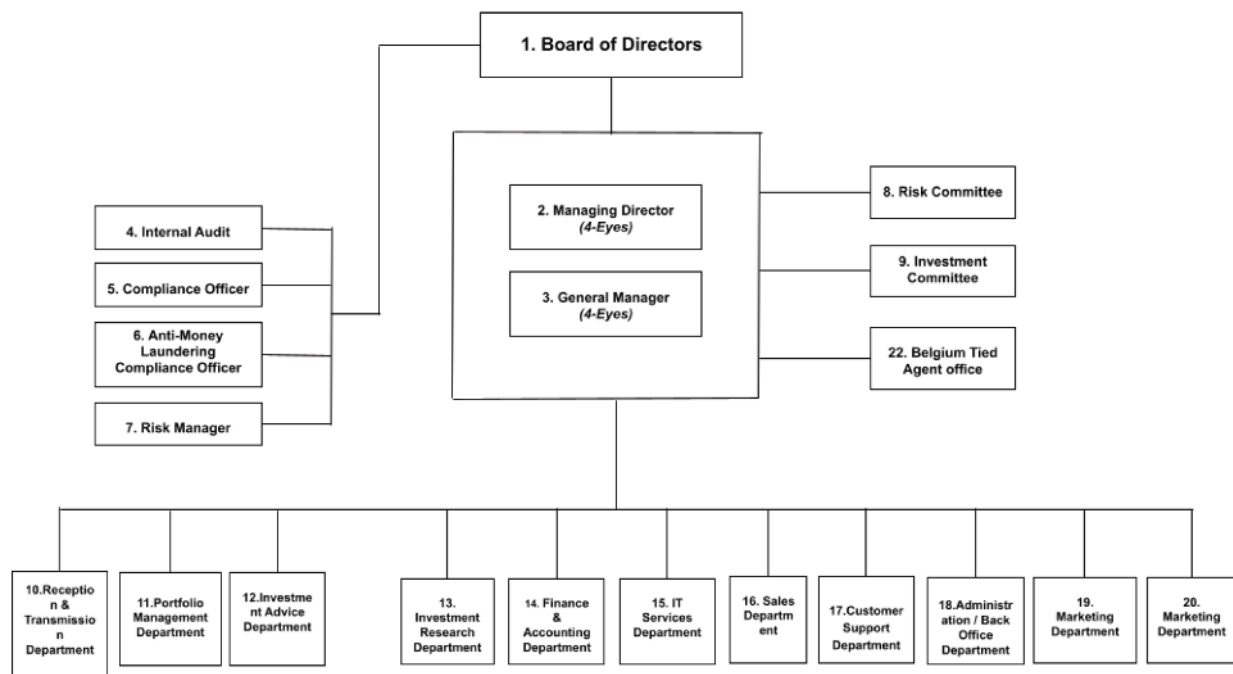 1. Board of Directors
2. Managing Director
(4-Eyes)
3. General Manager
(4-Eyes)
4. Internal Audit
5. Compliance Officer
6. Anti-Money
Laundering
Compliance Officer
7. Risk Manager
8. Risk Committee
9. Investment
Committee
22. Belgium Tied
Agent office
10.Receptio
n &
Transmissio
n
Department
11.Portfolio
Management
Department
12.Investme
nt Advice
Department
13.
Investment
Research
Department
14. Finance
&
Accounting
Department
15. IT
Services
Department
16. Sales
Departm
ent
17.Customer
Support
Department
18.Administr
ation / Back
Office
Department
19.
Marketing
Department
20.
Marketing
Department